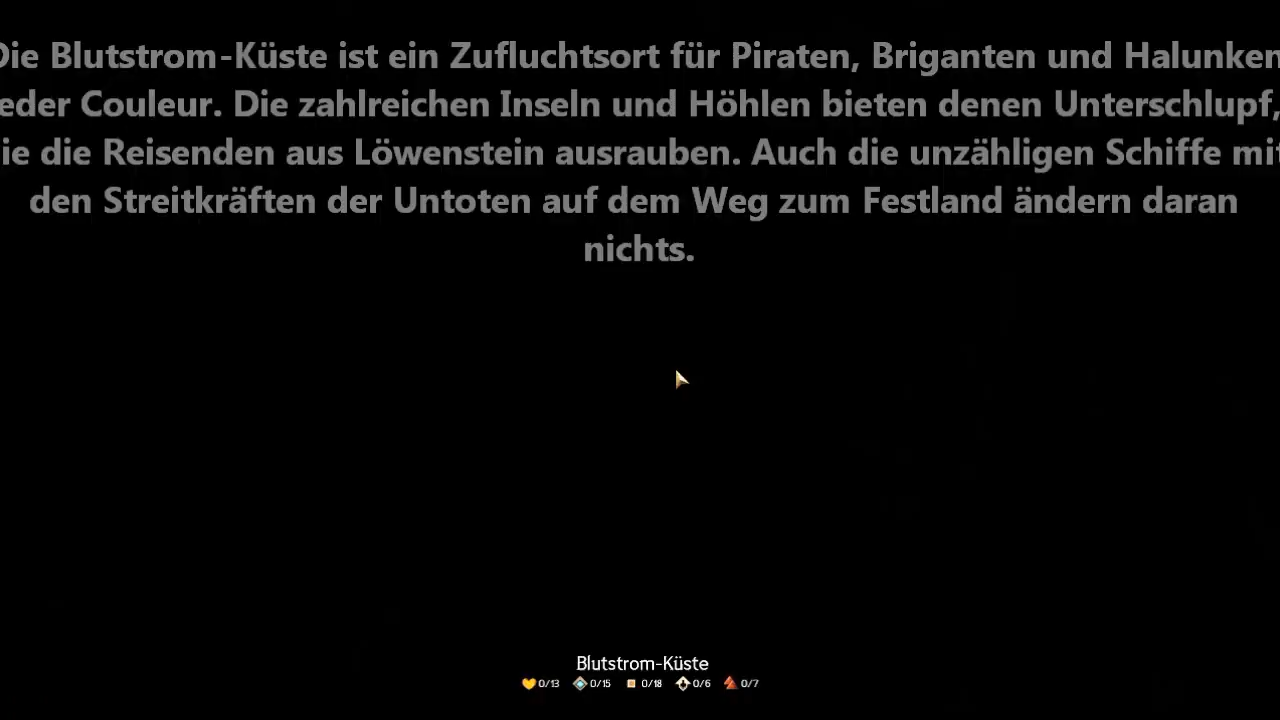 Die Blutstrom-Küste ist ein Zufluchtsort für Piraten, Briganten und Halunken
eder Couleur. Die zahlreichen Inseln und Höhlen bieten denen Unterschlupf,
ie die Reisenden aus Löwenstein ausrauben. Auch die unzähligen Schiffe mit
den Streitkräften der Untoten auf dem Weg zum Festland ändern daran
nichts.
Blutstrom-Küste
0/13 0/15 0/18 0/6 0/7